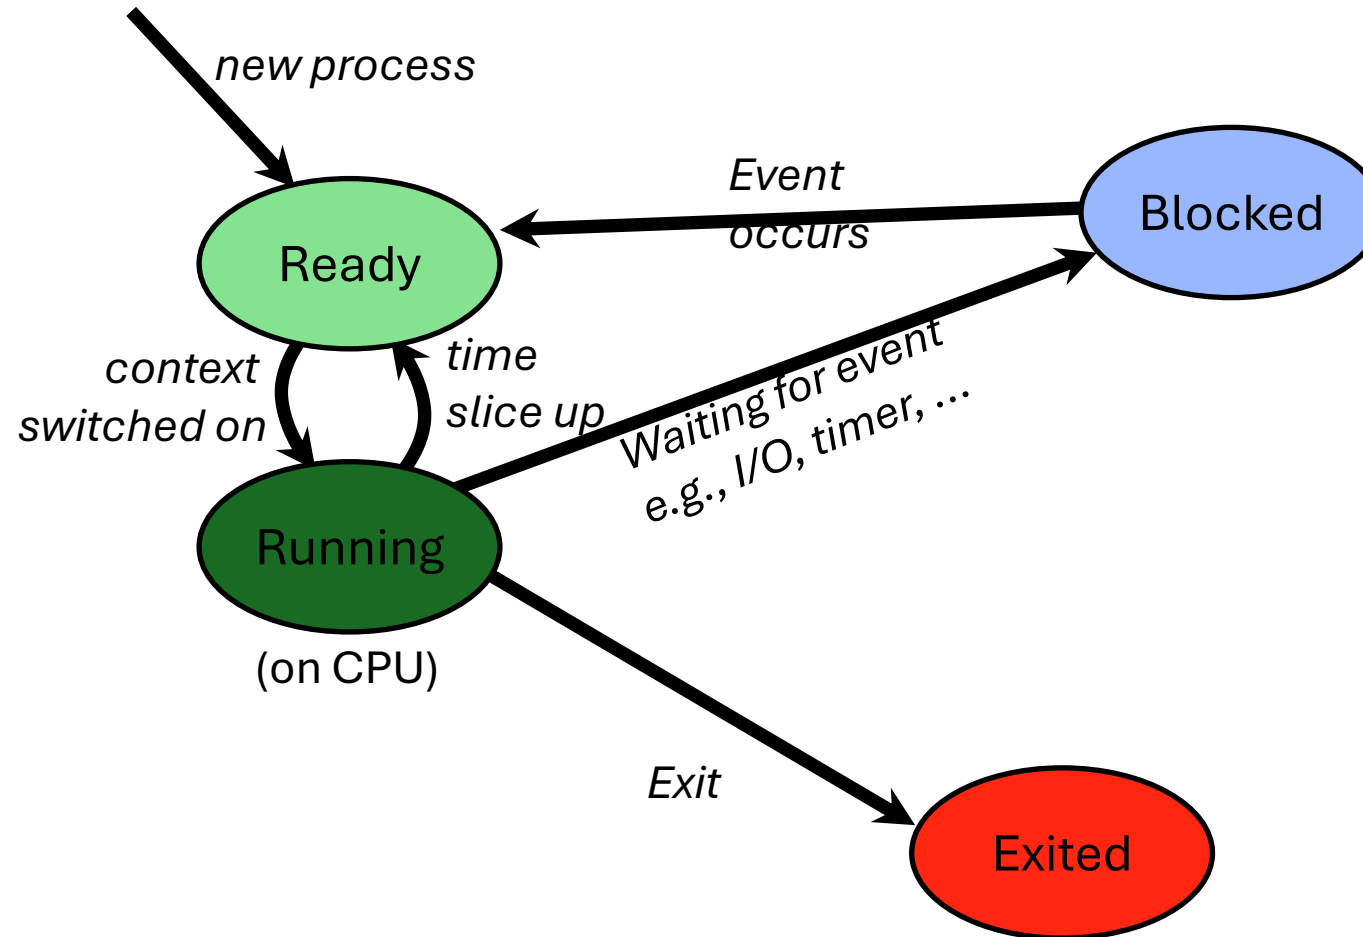 new process
Event
occurs
Blocked
Ready
context
switched on
time
slice up
Waiting for event
e.g., I/O, timer, ...
Running
(on CPU)
Exit
Exited